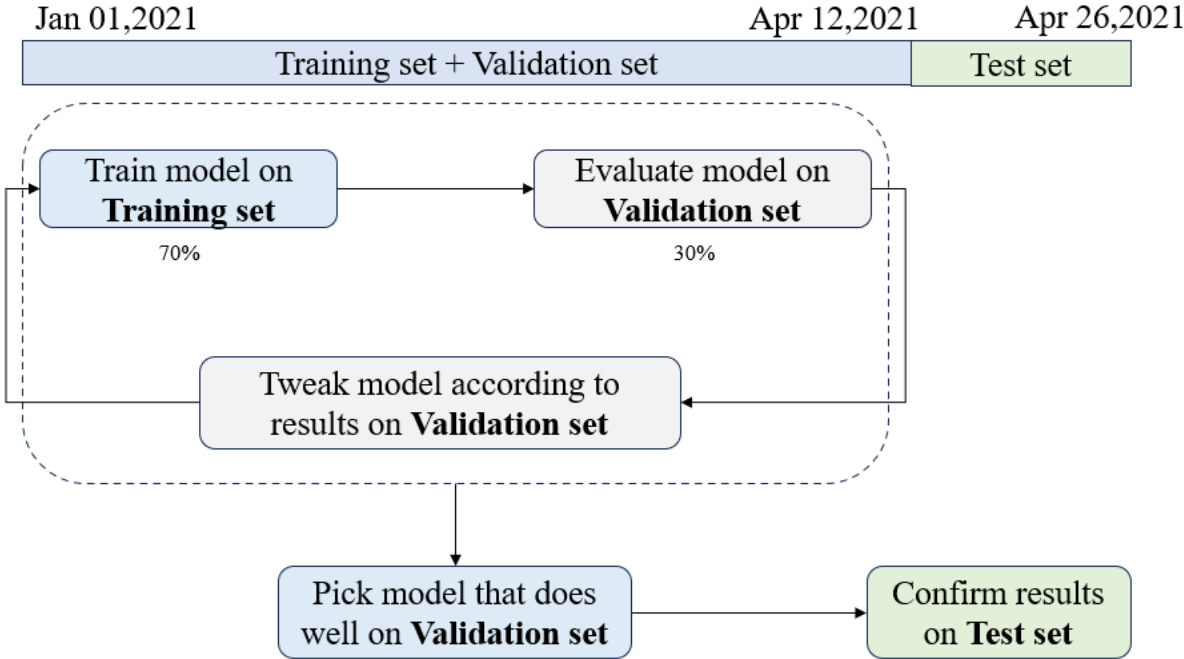 Jan 01,2021
Apr 12,2021
Apr 26,2021
Training set + Validation set
Test set
Train model on
Training set
70%
Evaluate model on
Validation set
30%
Tweak model according to
results on Validation set
Pick model that does
well on Validation set
Confirm results
on Test set